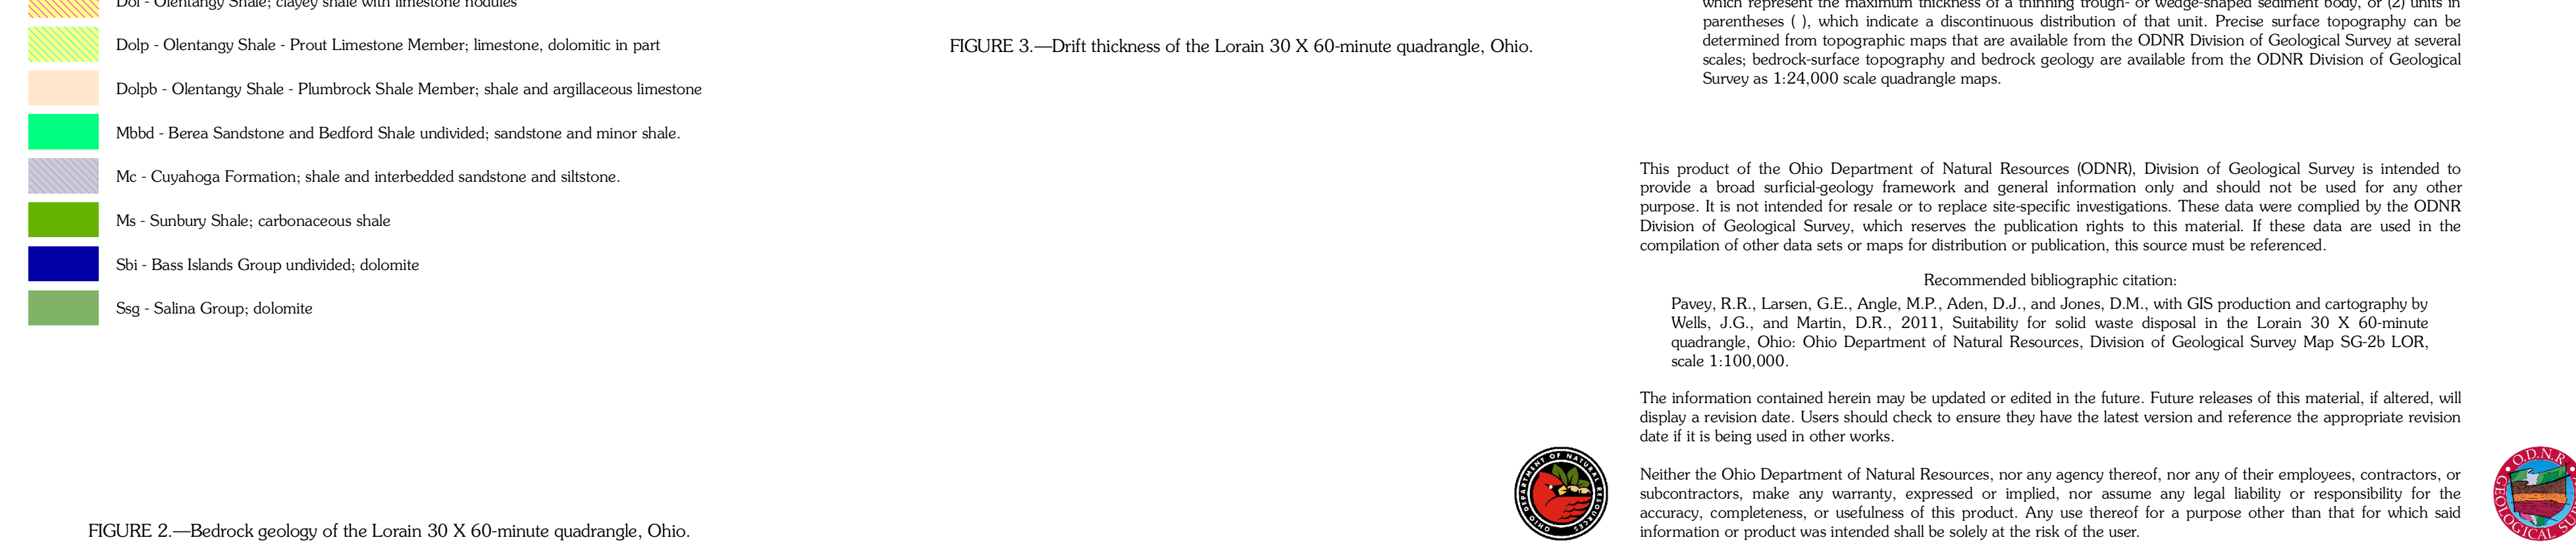 Dol - Olentangy Shale; clayey shale with limestone nodules
Dolp - Olentangy Shale - Prout Limestone Member; limestone, dolomitic in part
Dolpb - Olentangy Shale - Plumbrock Shale Member; shale and argillaceous limestone
Mbbd - Berea Sandstone and Bedford Shale undivided; sandstone and minor shale.
Mc - Cuyahoga Formation; shale and interbedded sandstone and siltstone.
Ms - Sunbury Shale; carbonaceous shale
Sbi - Bass Islands Group undivided; dolomite
Ssg - Salina Group; dolomite
FIGURE 2.—Bedrock geology of the Lorain 30 X 60-minute quadrangle, Ohio.
FIGURE 3.—Drift thickness of the Lorain 30 X 60-minute quadrangle, Ohio.
which represent the maximum thickness of a thinning trough- or wedge-shaped sediment body, or (2) units in
parentheses ( ), which indicate a discontinuous distribution of that unit. Precise surface topography can be
determined from topographic maps that are available from the ODNR Division of Geological Survey at several
scales; bedrock-surface topography and bedrock geology are available from the ODNR Division of Geological
Survey as 1:24,000 scale quadrangle maps.
This product of the Ohio Department of Natural Resources (ODNR), Division of Geological Survey is intended to
provide a broad surficial-geology framework and general information only and should not be used for any other
purpose. It is not intended for resale or to replace site-specific investigations. These data were complied by the ODNR
Division of Geological Survey, which reserves the publication rights to this material. If these data are used in the
compilation of other data sets or maps for distribution or publication, this source must be referenced.
Recommended bibliographic citation:
Pavey, R.R., Larsen, G.E., Angle, M.P., Aden, D.J., and Jones, D.M., with GIS production and cartography by
Wells, J.G., and Martin, D.R., 2011, Suitability for solid waste disposal in the Lorain 30 X 60-minute
quadrangle, Ohio: Ohio Department of Natural Resources, Division of Geological Survey Map SG-2b LOR,
scale 1:100,000.
The information contained herein may be updated or edited in the future. Future releases of this material, if altered, will
display a revision date. Users should check to ensure they have the latest version and reference the appropriate revision
date if it is being used in other works.
Neither the Ohio Department of Natural Resources, nor any agency thereof, nor any of their employees, contractors, or
subcontractors, make any warranty, expressed or implied, nor assume any legal liability or responsibility for the
accuracy, completeness, or usefulness of this product. Any use thereof for a purpose other than that for which said
information or product was intended shall be solely at the risk of the user.
DEPARTMENT OF NATURAL RESOURCES
OHIO
O.D.N.R.
GEOLOGICAL